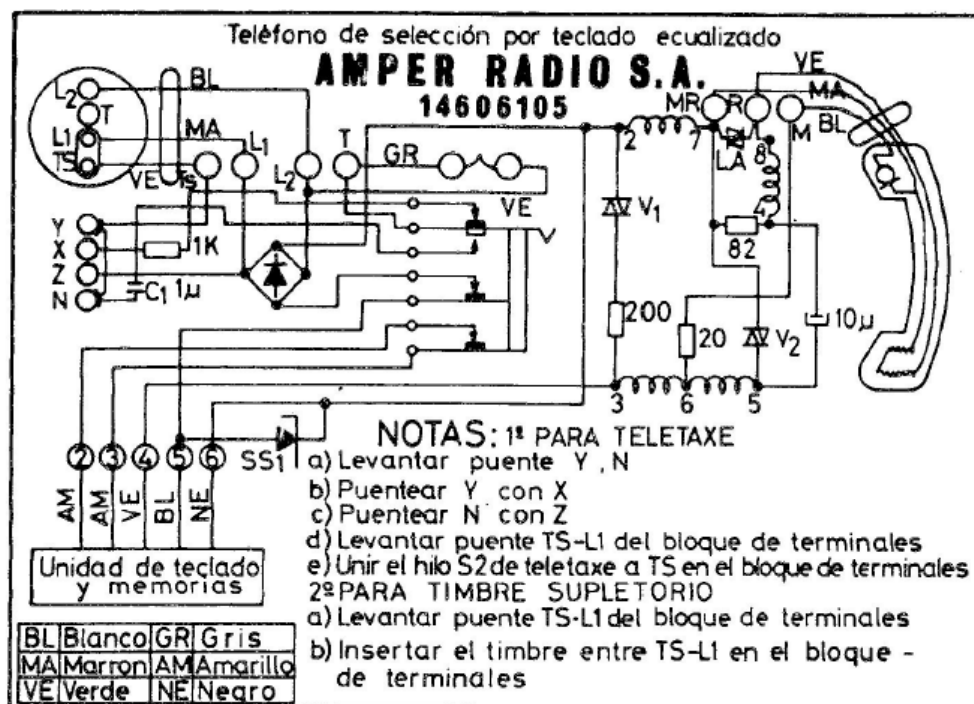 Teléfono de selección por teclado ecualizado
AMPER RADIO S.A.
14606105
L2
T
L1
TS
BL
MA
VE
Ts
L1
L2
T
GR
VE
Y
X
Z
N
1K
C1 1µ
MR
R
M
VE
MA
BL
2
7
LA
8
4
V1
82
200
20
V2
10µ
3
6
5
SS1
2 3 4 5 6
AM AM VE BL NE
Unidad de teclado
y memorias
BL Blanco GR Gris
MA Marron AM Amarillo
VE Verde NE Negro
NOTAS: 1ª PARA TELETAXE
a) Levantar puente Y, N
b) Puentear Y con X
c) Puentear N con Z
d) Levantar puente TS-L1 del bloque de terminales
e) Unir el hilo S2 de teletaxe a TS en el bloque de terminales
2ª PARA TIMBRE SUPLETORIO
a) Levantar puente TS-L1 del bloque de terminales
b) Insertar el timbre entre TS-L1 en el bloque -
de terminales